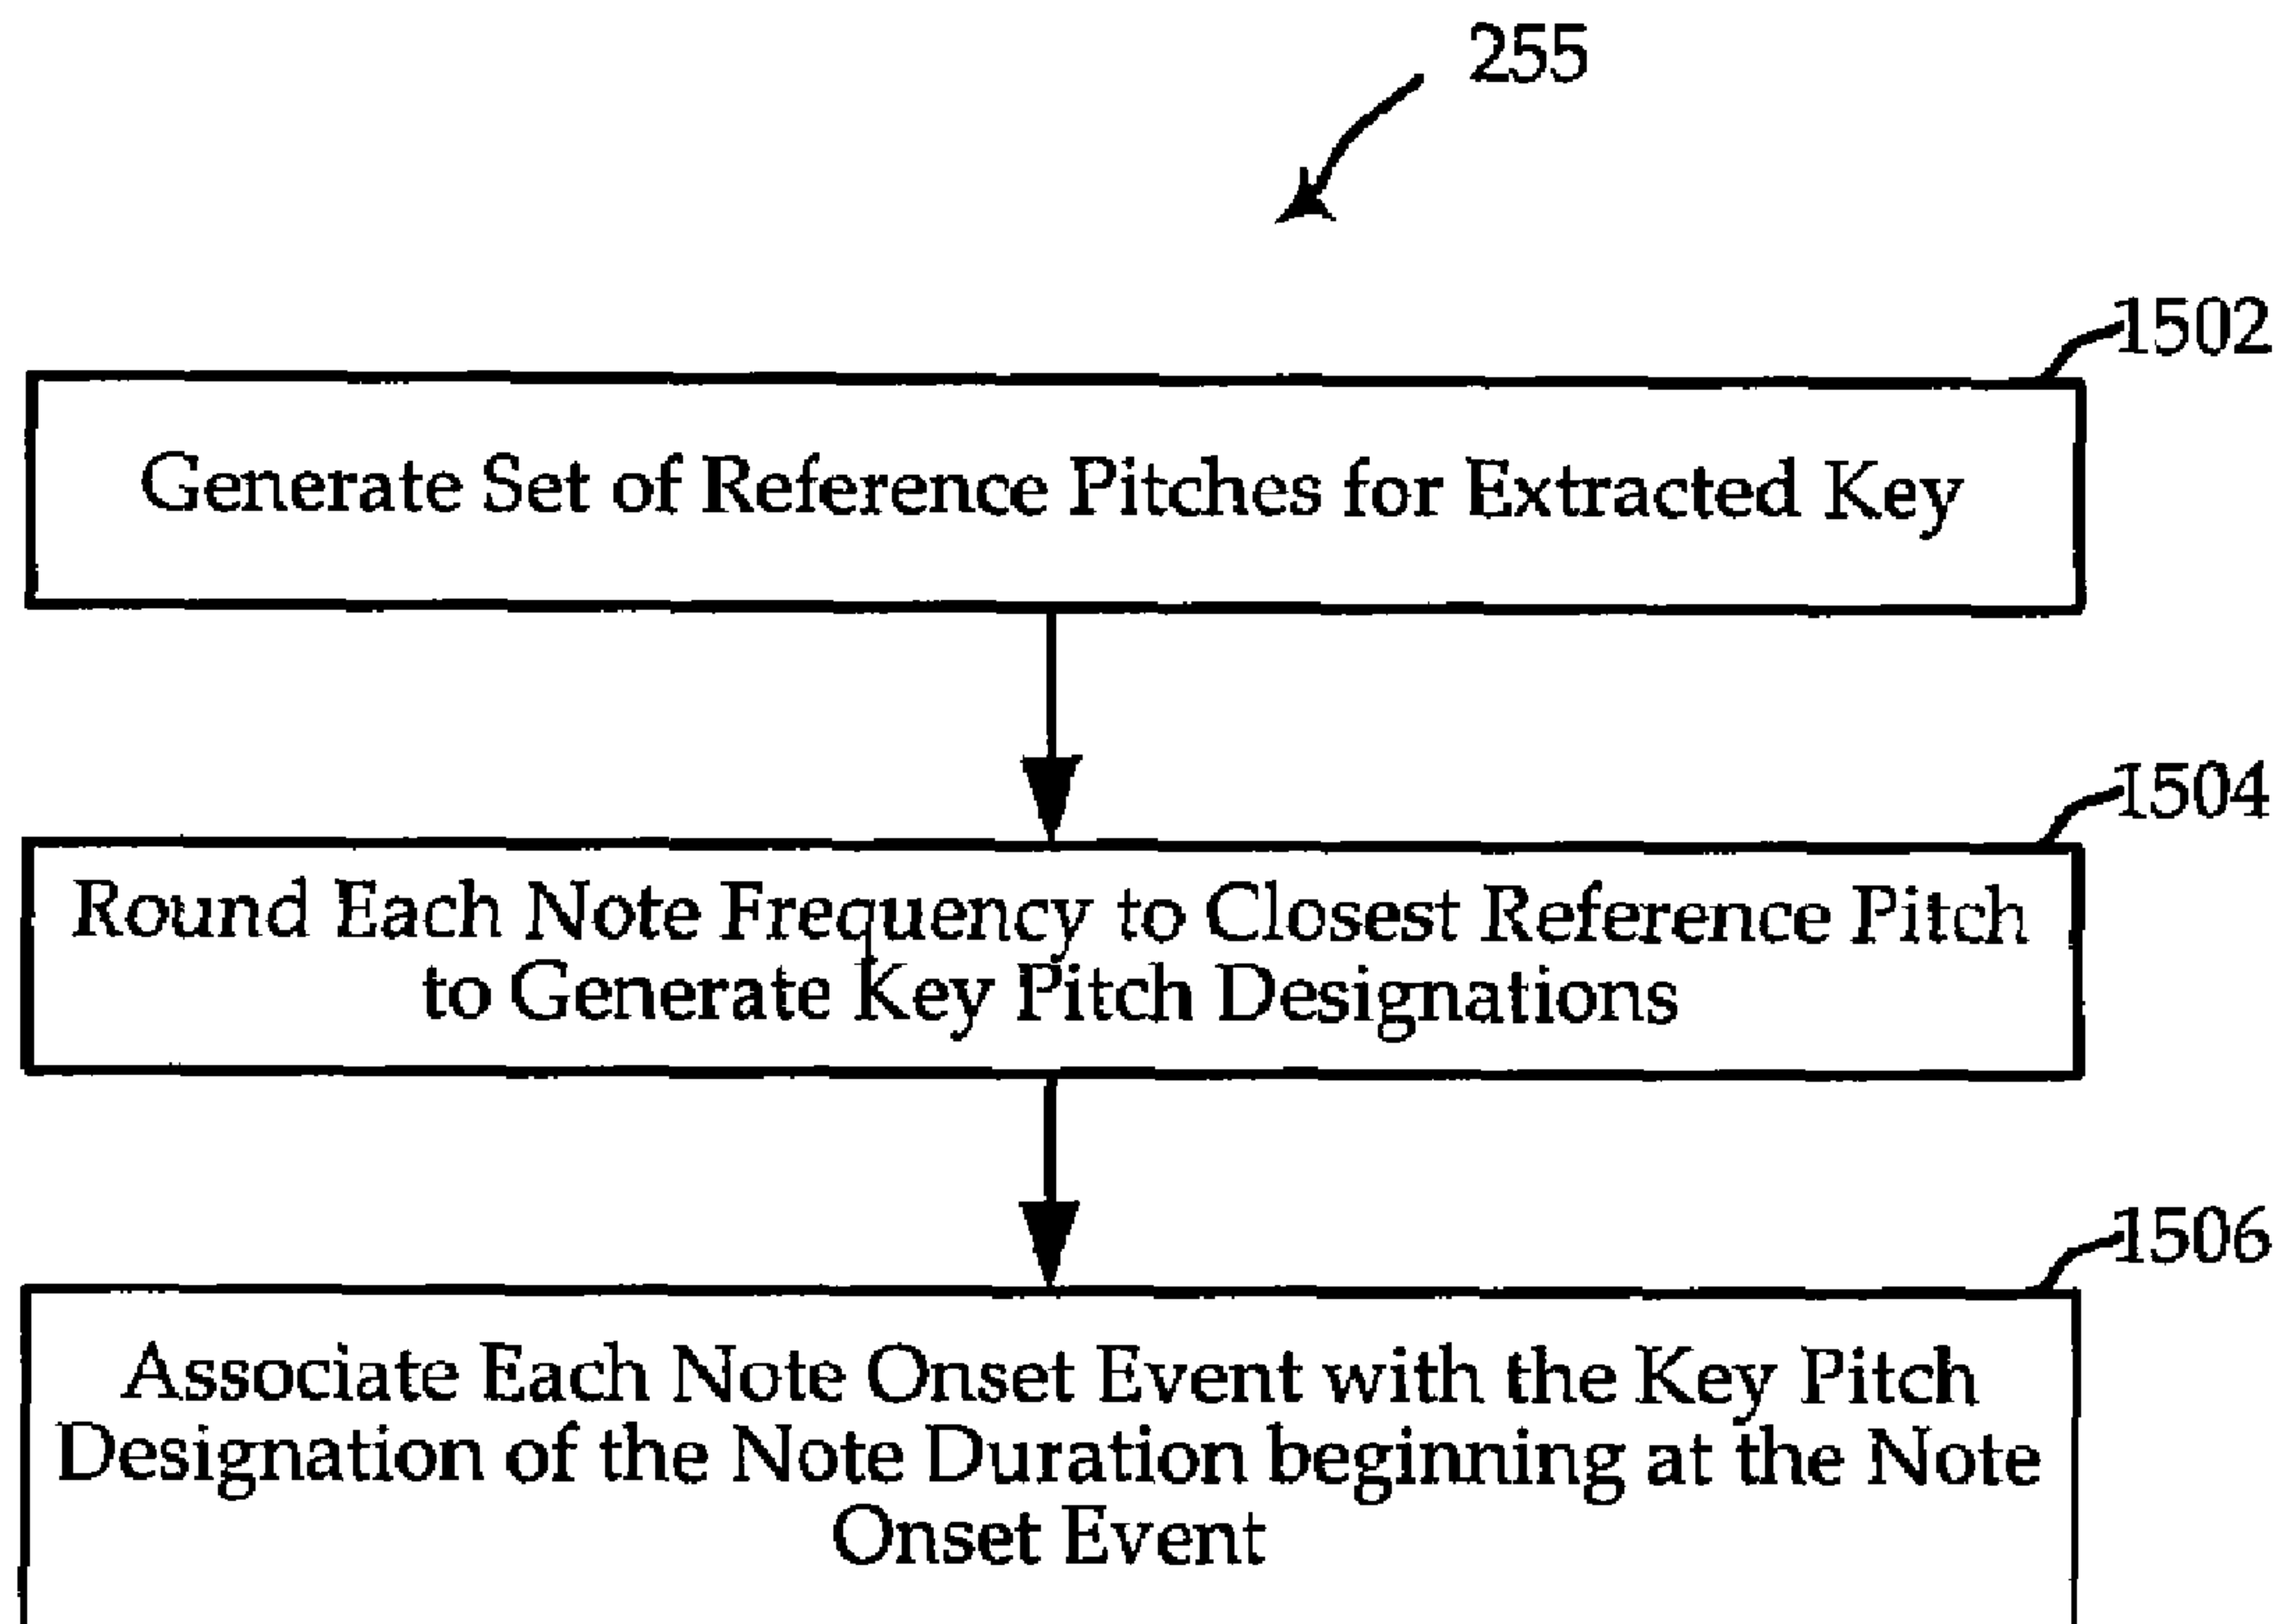 255
1502
Generate Set of Reference Pitches for Extracted Key
1504
Round Each Note Frequency to Closest Reference Pitch
to Generate Key Pitch Designations
1506
Associate Each Note Onset Event with the Key Pitch
Designation of the Note Duration beginning at the Note
Onset Event